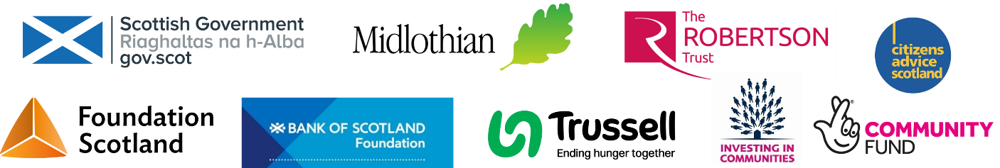 Scottish Government
Riaghaltas na h-Alba
gov.scot
Midlothian
The
ROBERTSON
Trust
citizens
advice
scotland
Foundation
Scotland
BANK OF SCOTLAND
Foundation
Trussell
Ending hunger together
INVESTING IN
COMMUNITIES
COMMUNITY
FUND